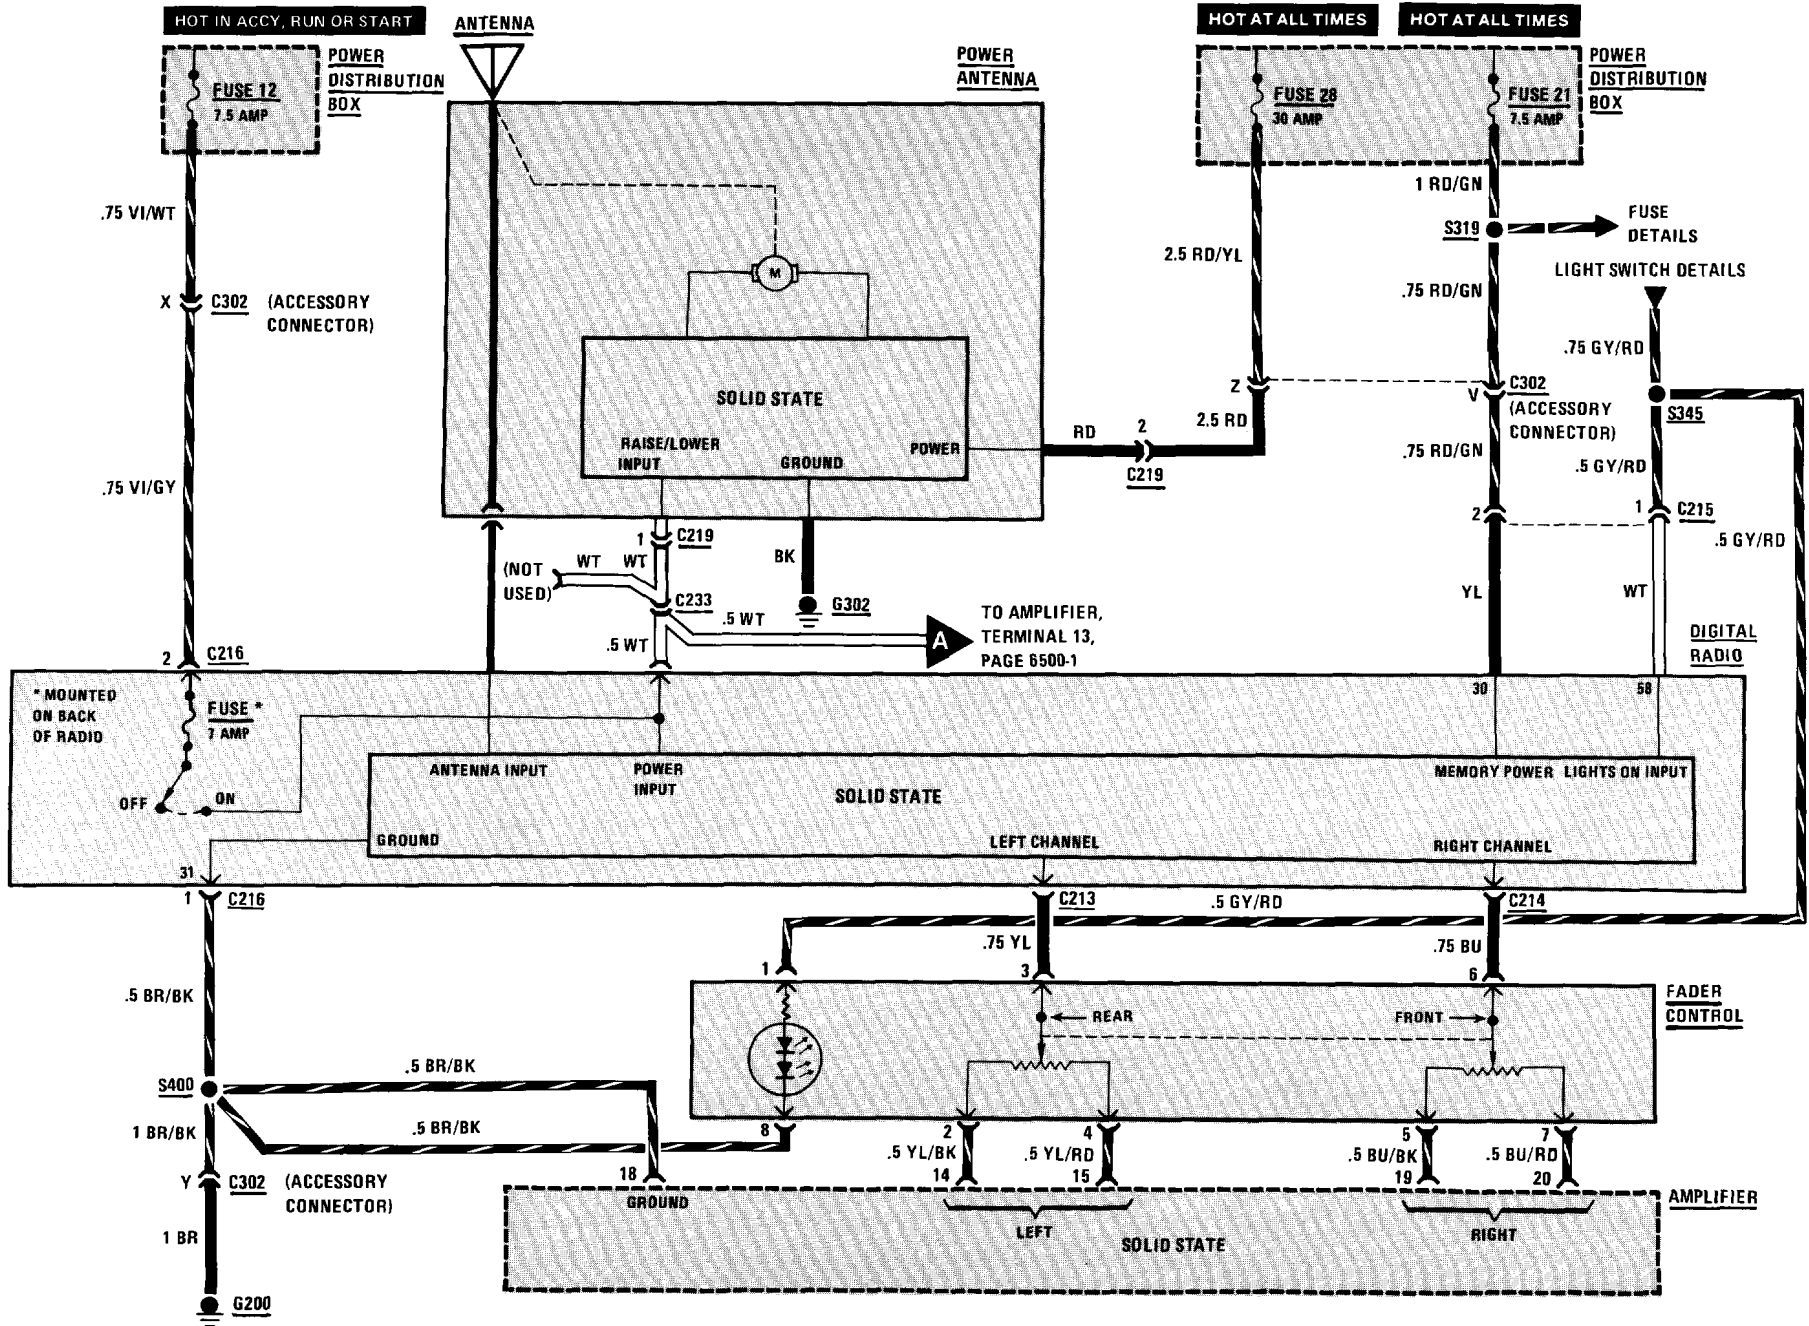 HOT IN ACCY, RUN OR START
ANTENNA
HOT AT ALL TIMES
HOT AT ALL TIMES
POWER
DISTRIBUTION
BOX
FUSE 12
7.5 AMP
POWER
ANTENNA
FUSE 28
30 AMP
FUSE 21
7.5 AMP
POWER
DISTRIBUTION
BOX
.75 VI/WT
1 RD/GN
S319
FUSE
DETAILS
2.5 RD/YL
LIGHT SWITCH DETAILS
.75 RD/GN
X
C302
(ACCESSORY
CONNECTOR)
M
.75 GY/RD
Z
V
C302
(ACCESSORY
CONNECTOR)
S345
SOLID STATE
RAISE/LOWER
INPUT
GROUND
POWER
RD
2
C219
2.5 RD
.75 RD/GN
.5 GY/RD
.75 VI/GY
2
1
C215
.5 GY/RD
1
C219
WT
WT
(NOT
USED)
BK
C233
G302
.5 WT
.5 WT
A
TO AMPLIFIER,
TERMINAL 13,
PAGE 6500-1
YL
WT
DIGITAL
RADIO
2
C216
* MOUNTED
ON BACK
OF RADIO
FUSE *
7 AMP
30
58
ANTENNA INPUT
POWER
INPUT
MEMORY POWER
LIGHTS ON INPUT
SOLID STATE
OFF
ON
GROUND
LEFT CHANNEL
RIGHT CHANNEL
31
1
C216
C213
.5 GY/RD
C214
.75 YL
.75 BU
1
3
6
FADER
CONTROL
.5 BR/BK
REAR
FRONT
S400
.5 BR/BK
1 BR/BK
.5 BR/BK
8
2
4
5
7
.5 YL/BK
.5 YL/RD
.5 BU/BK
.5 BU/RD
Y
C302
(ACCESSORY
CONNECTOR)
18
14
15
19
20
AMPLIFIER
GROUND
LEFT
RIGHT
SOLID STATE
1 BR
G200